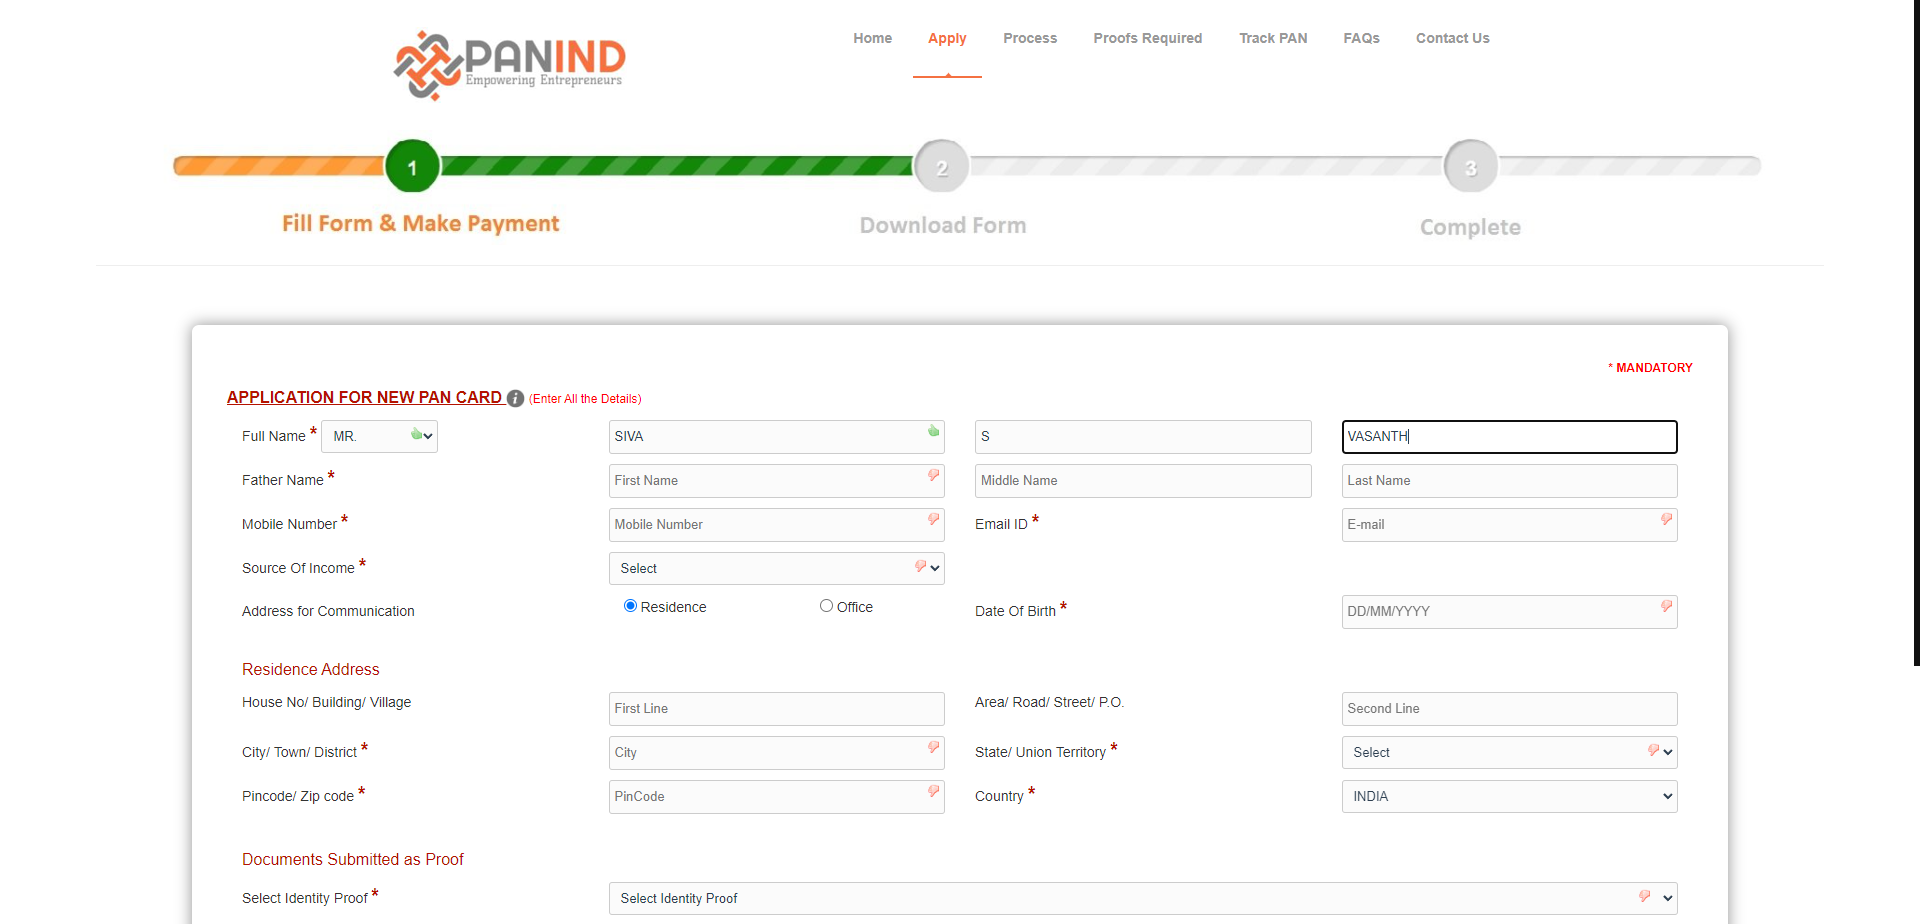 PANIND
Empowering Entrepreneurs
Home Apply Process Proofs Required Track PAN FAQs Contact Us
1 2 3
Fill Form & Make Payment Download Form Complete
* MANDATORY
APPLICATION FOR NEW PAN CARD i (Enter All the Details)
Full Name * MR. SIVA S VASANTH
Father Name * First Name Middle Name Last Name
Mobile Number * Mobile Number Email ID * E-mail
Source Of Income * Select
Address for Communication Residence Office Date Of Birth * DD/MM/YYYY
Residence Address
House No/ Building/ Village First Line Area/ Road/ Street/ P.O. Second Line
City/ Town/ District * City State/ Union Territory * Select
Pincode/ Zip code * PinCode Country * INDIA
Documents Submitted as Proof
Select Identity Proof * Select Identity Proof